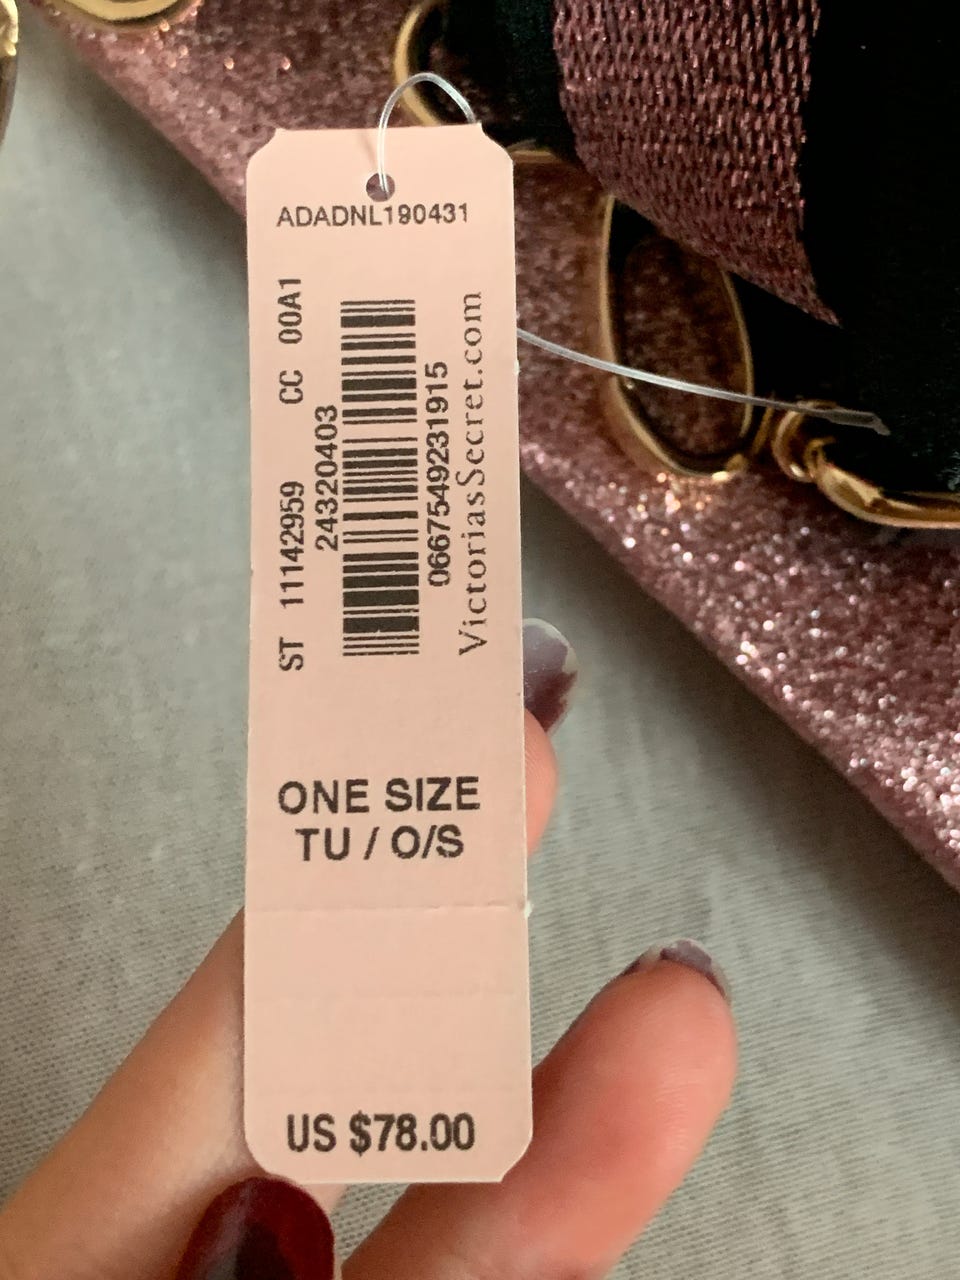 ADADNL190431
ST 11142959 CC 00A1
24320403
0667549231915
VictoriasSecret.com
ONE SIZE
TU / O/S
US $78.00